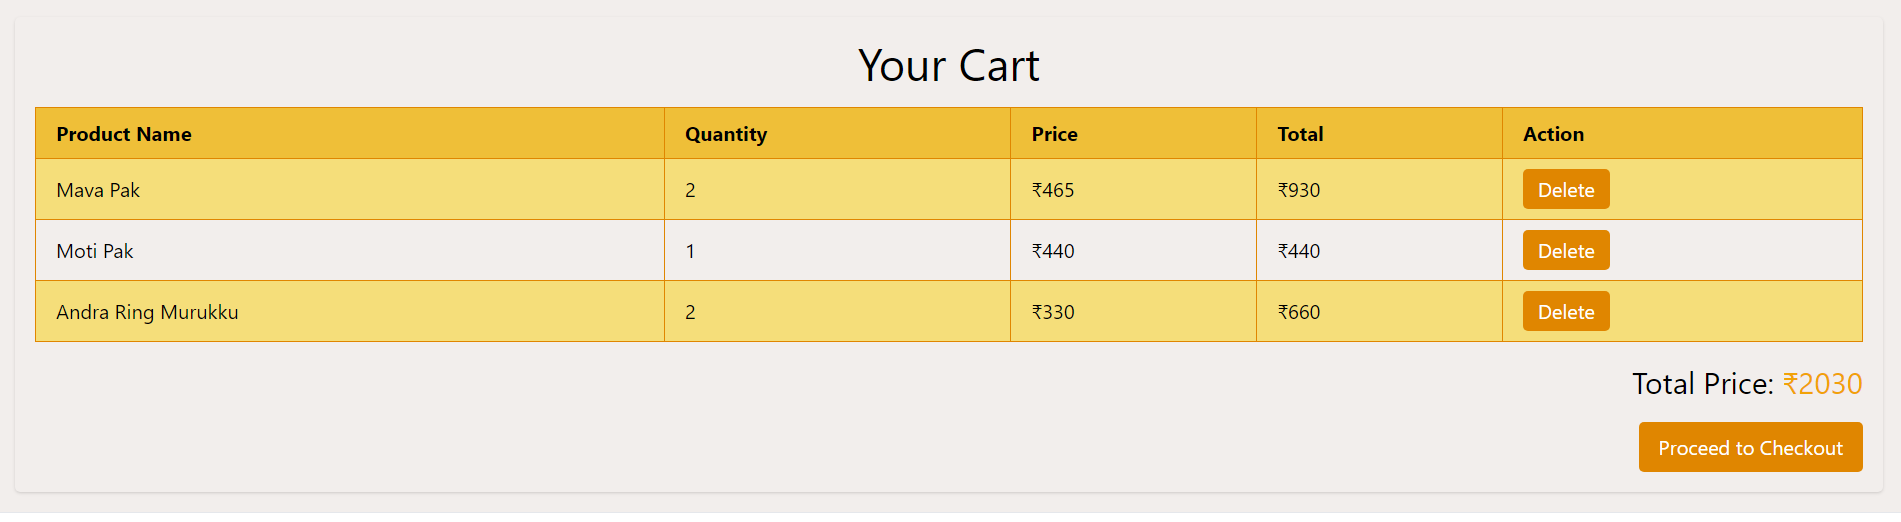 Your Cart
Product Name Quantity Price Total Action
Mava Pak 2 ₹465 ₹930 Delete
Moti Pak 1 ₹440 ₹440 Delete
Andra Ring Murukku 2 ₹330 ₹660 Delete
Total Price: ₹2030
Proceed to Checkout